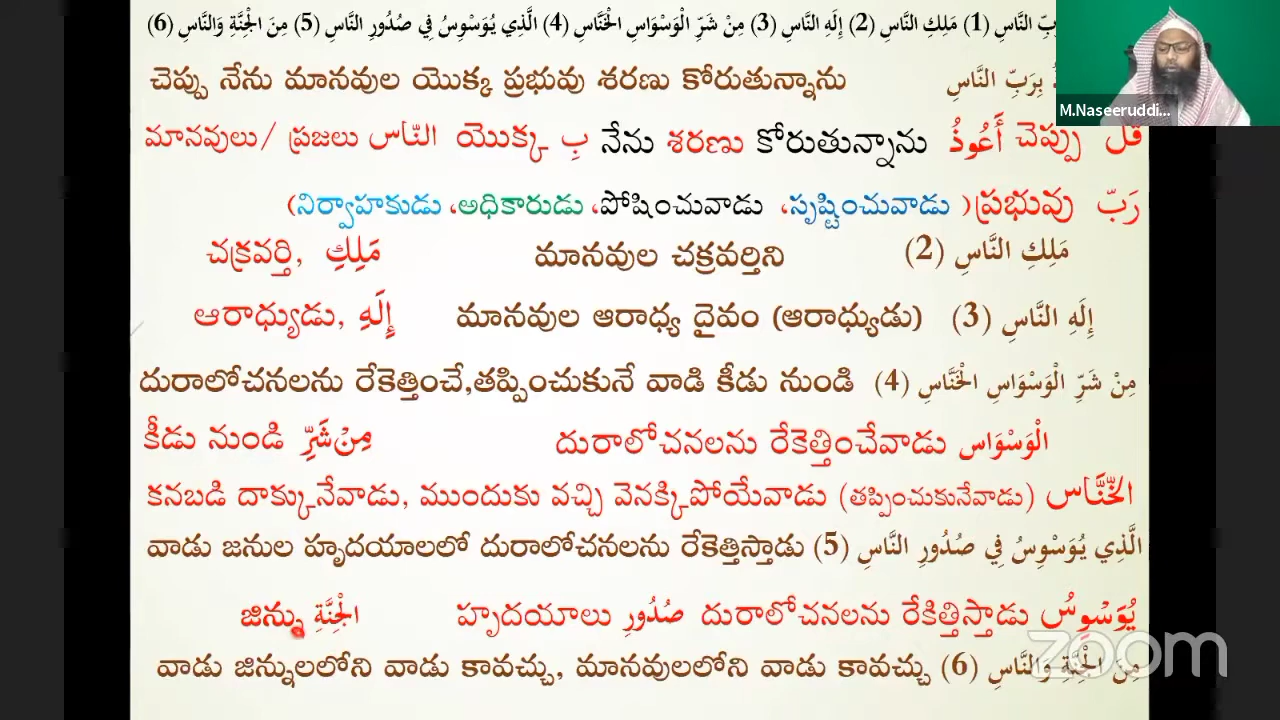 رَبِّ النَّاسِ (1) مَلِكِ النَّاسِ (2) إِلَهِ النَّاسِ (3) مِنْ شَرِّ الْوَسْوَاسِ الْخَنَّاسِ (4) الَّذِي يُوَسْوِسُ فِي صُدُورِ النَّاسِ (5) مِنَ الْجِنَّةِ وَالنَّاسِ (6)
M.Naseeruddi...
بِرَبِّ النَّاسِ చెప్పు నేను మానవుల యొక్క ప్రభువు శరణు కోరుతున్నాను
قُلْ చెప్పు أَعُوذُ నేను శరణు కోరుతున్నాను بِ యొక్క النَّاس మానవులు/ ప్రజలు
رَبّ ప్రభువు (సృష్టించువాడు ،పోషించువాడు ،అధికారుడు ،నిర్వాహకుడు)
مَلِكِ النَّاسِ (2) మానవుల చక్రవర్తిని مَلِكِ చక్రవర్తి,
إِلَهِ النَّاسِ (3) మానవుల ఆరాధ్య దైవం (ఆరాధ్యుడు) إِلَهِ ఆరాధ్యుడు,
مِنْ شَرِّ الْوَسْوَاسِ الْخَنَّاسِ (4) దురాలోచనలను రేకెత్తించే,తప్పించుకునే వాడి కీడు నుండి
الْوَسْوَاس దురాలోచనలను రేకెత్తించేవాడు مِنْ شَرِّ కీడు నుండి
الْخَنَّاس కనబడి దాక్కునేవాడు, ముందుకు వచ్చి వెనక్కిపోయేవాడు (తప్పించుకునేవాడు)
الَّذِي يُوَسْوِسُ فِي صُدُورِ النَّاسِ (5) వాడు జనుల హృదయాలలో దురాలోచనలను రేకెత్తిస్తాడు
يُوَسْوِسُ దురాలోచనలను రేకిత్తిస్తాడు صُدُورِ హృదయాలు الْجِنَّةِ జిన్ను
مِنَ الْجِنَّةِ وَالنَّاسِ (6) వాడు జిన్నులలోని వాడు కావచ్చు, మానవులలోని వాడు కావచ్చు
zoom